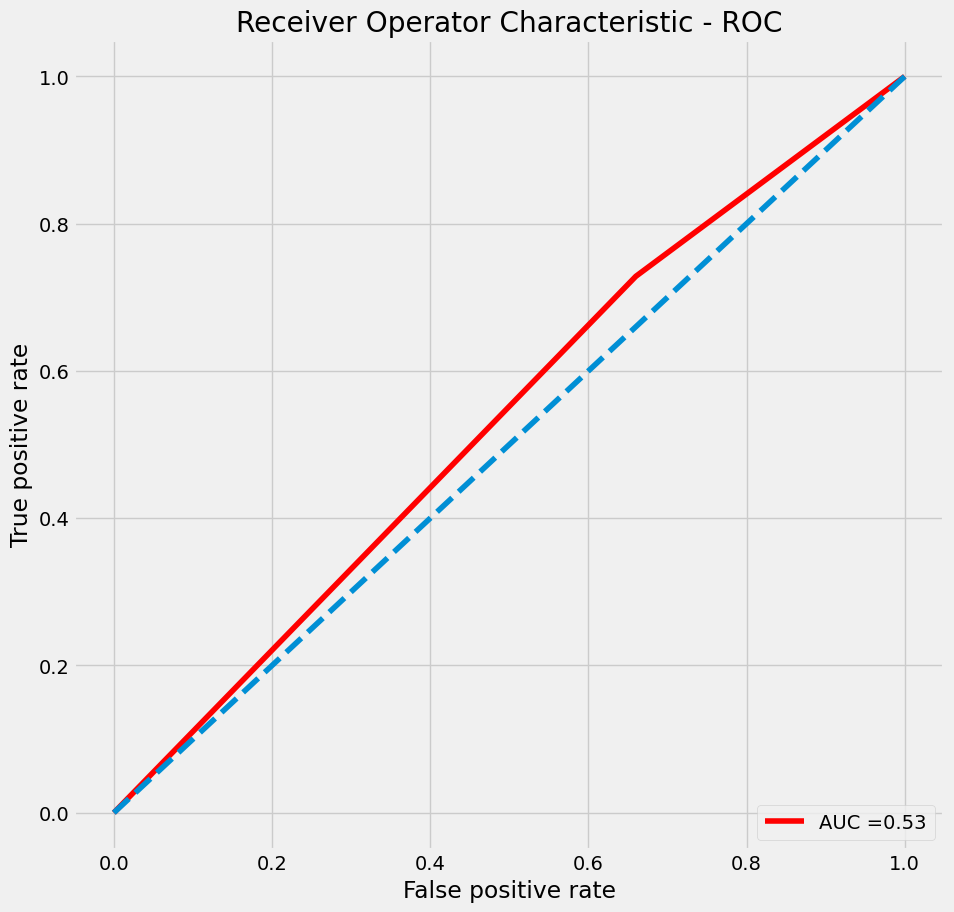 Receiver Operator Characteristic - ROC
1.0
0.8
0.6
0.4
0.2
0.0
True positive rate
0.0 0.2 0.4 0.6 0.8 1.0
False positive rate
AUC =0.53